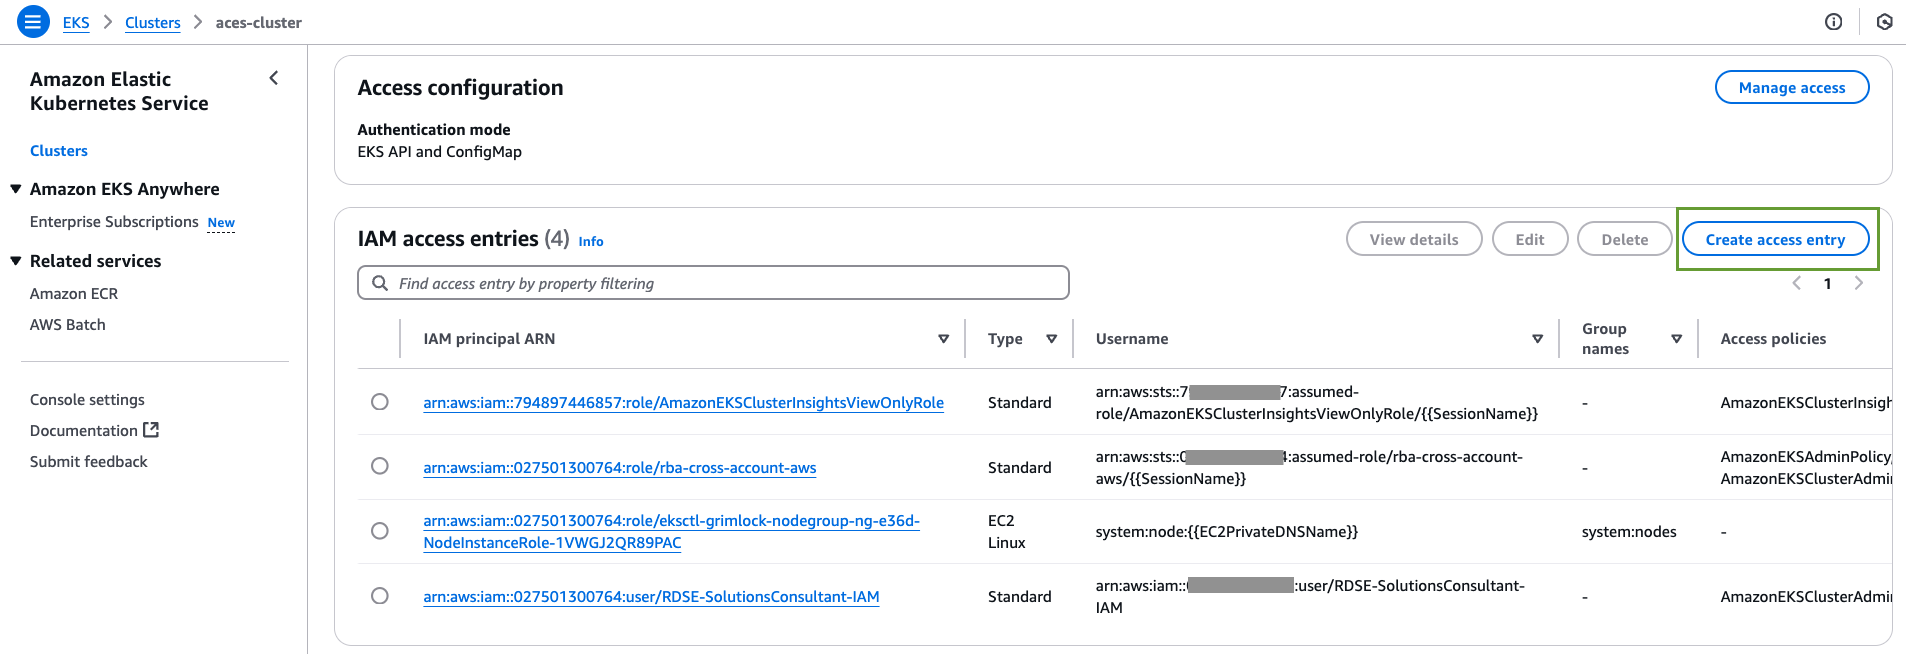 EKS > Clusters > aces-cluster
Amazon Elastic
Kubernetes Service
Clusters
Amazon EKS Anywhere
Enterprise Subscriptions New
Related services
Amazon ECR
AWS Batch
Console settings
Documentation
Submit feedback
Access configuration
Manage access
Authentication mode
EKS API and ConfigMap
IAM access entries (4) Info
View details Edit Delete Create access entry
Find access entry by property filtering
1
IAM principal ARN Type Username Group names Access policies
arn:aws:iam::794897446857:role/AmazonEKSClusterInsightsViewOnlyRole Standard arn:aws:sts::7 7:assumed-
role/AmazonEKSClusterInsightsViewOnlyRole/{{SessionName}} - AmazonEKSClusterInsigh
arn:aws:iam::027501300764:role/rba-cross-account-aws Standard arn:aws:sts::0 4:assumed-role/rba-cross-account-
aws/{{SessionName}} - AmazonEKSAdminPolicy,
AmazonEKSClusterAdmi
arn:aws:iam::027501300764:role/eksctl-grimlock-nodegroup-ng-e36d-
NodeInstanceRole-1VWGJ2QR89PAC EC2
Linux system:node:{{EC2PrivateDNSName}} system:nodes -
arn:aws:iam::027501300764:user/RDSE-SolutionsConsultant-IAM Standard arn:aws:iam:: :user/RDSE-SolutionsConsultant-
IAM - AmazonEKSClusterAdmi